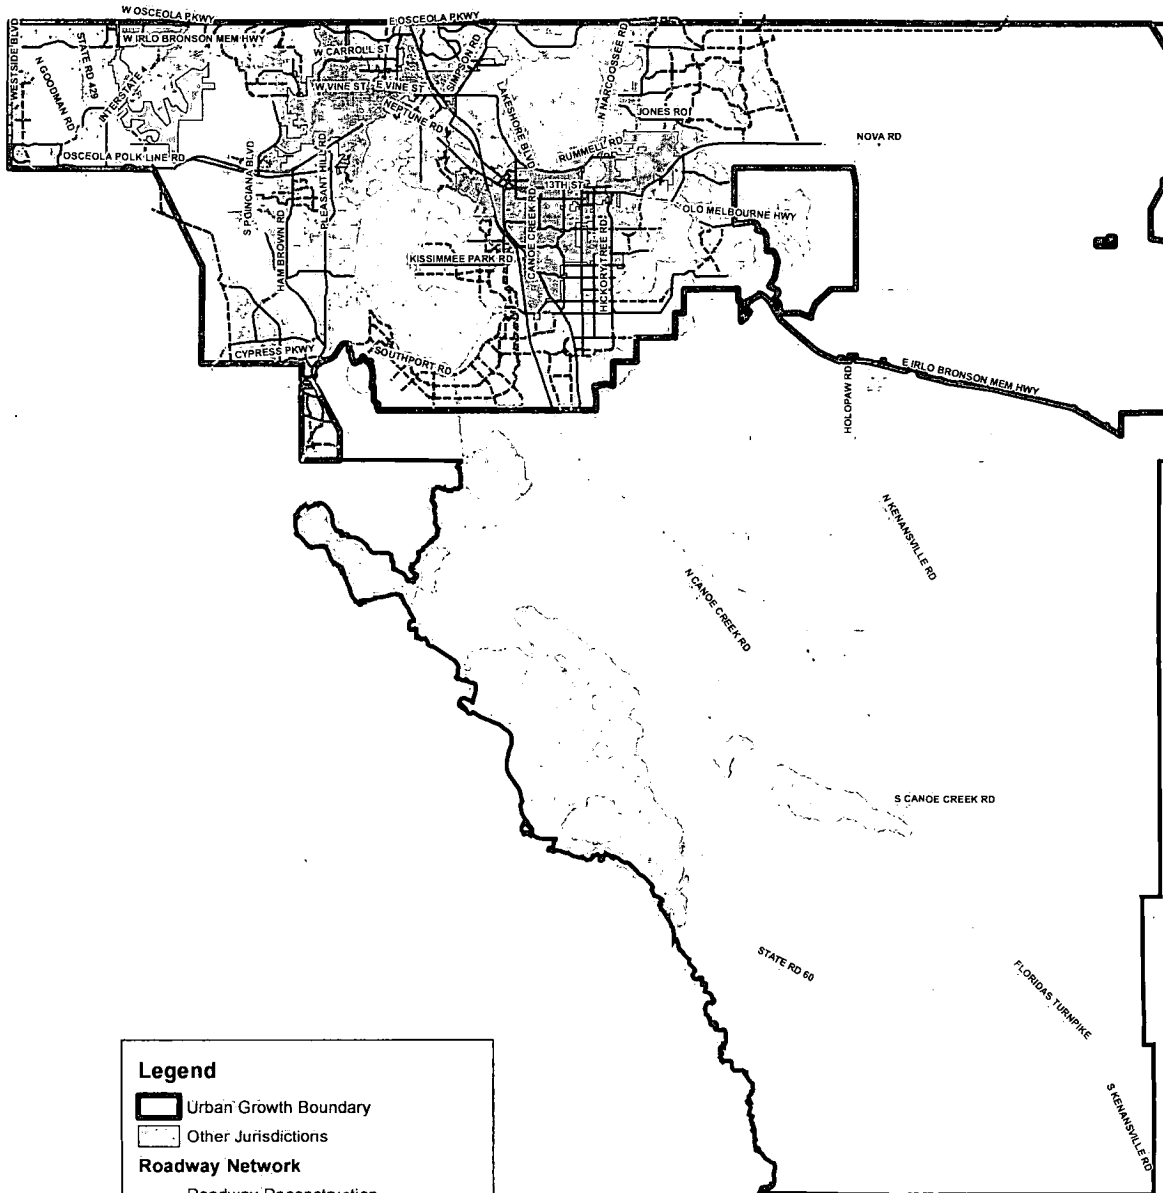 W OSCEOLA PKWY
E OSCEOLA PKWY
WESTSIDE BLVD
STATE RD 429
W IRLO BRONSON MEM HWY
W CARROLL ST
SIMPSON RD
N NARCOOSSEE RD
N GOODMAN RD
INTERSTATE 4
W VINE ST
E VINE ST
NEPTUNE RD
LAKESHORE BLVD
JONES RD
NOVA RD
OSCEOLA POLK LINE RD
S POINCIANA BLVD
PLEASANT HILL RD
RUMMELL RD
13TH ST
HAM BROWN RD
CANOE CREEK RD
HICKORY TREE RD
OLD MELBOURNE HWY
KISSIMMEE PARK RD
CYPRESS PKWY
SOUTHPORT RD
HOLOPAW RD
E IRLO BRONSON MEM HWY
N KENANSVILLE RD
N CANOE CREEK RD
S CANOE CREEK RD
STATE RD 60
FLORIDAS TURNPIKE
S KENANSVILLE RD
Legend
Urban Growth Boundary
Other Jurisdictions
Roadway Network
Roadway Reconstruction